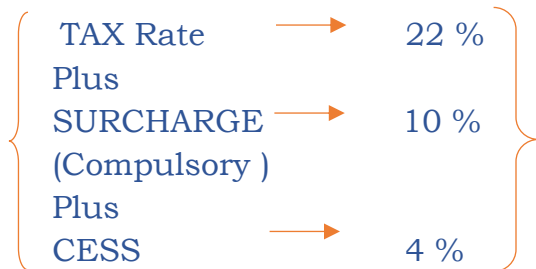 TAX Rate 22 %
Plus
SURCHARGE 10 %
(Compulsory )
Plus
CESS 4 %